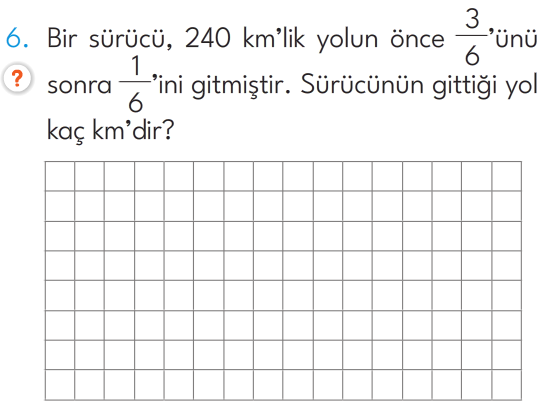 6. Bir sürücü, 240 km’lik yolun önce 3/6’ünü
? sonra 1/6’ini gitmiştir. Sürücünün gittiği yol
kaç km’dir?